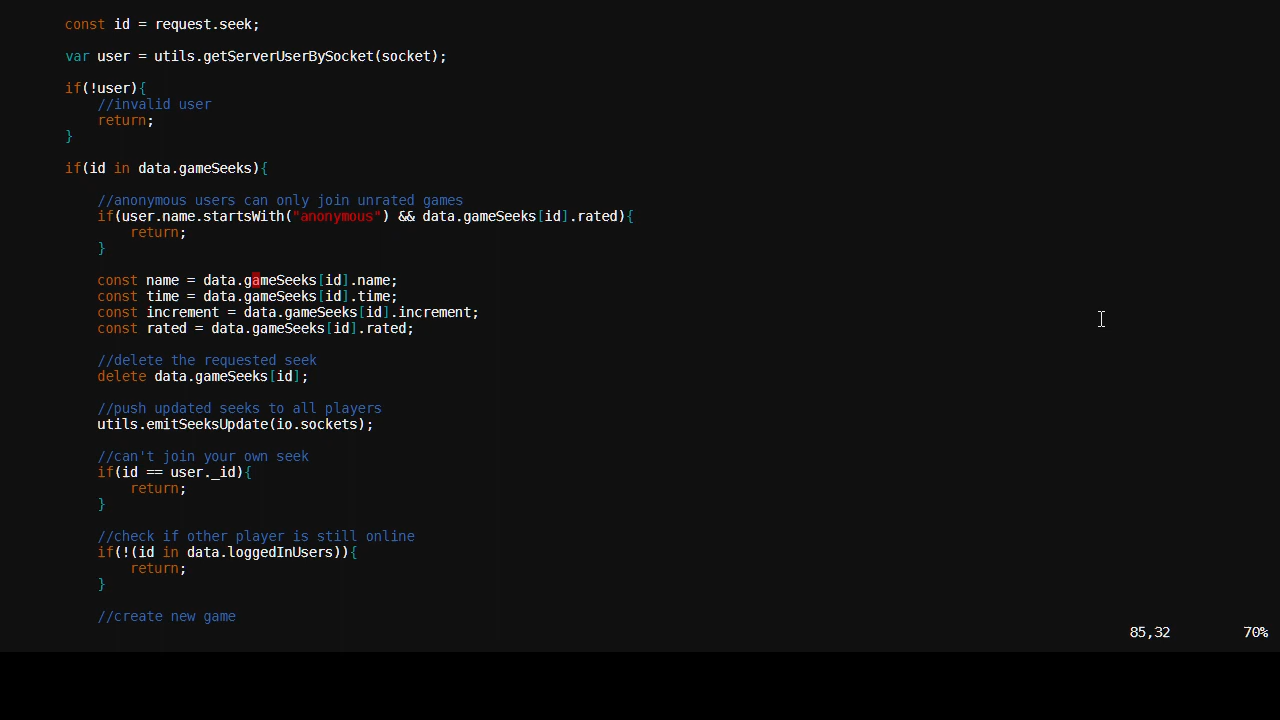 const id = request.seek;
var user = utils.getServerUserBySocket(socket);
if(!user){
//invalid user
return;
}
if(id in data.gameSeeks){
//anonymous users can only join unrated games
if(user.name.startsWith("anonymous") && data.gameSeeks[id].rated){
return;
}
const name = data.gameSeeks[id].name;
const time = data.gameSeeks[id].time;
const increment = data.gameSeeks[id].increment;
const rated = data.gameSeeks[id].rated;
//delete the requested seek
delete data.gameSeeks[id];
//push updated seeks to all players
utils.emitSeeksUpdate(io.sockets);
//can't join your own seek
if(id == user._id){
return;
}
//check if other player is still online
if(!(id in data.loggedInUsers)){
return;
}
//create new game
85,32 70%